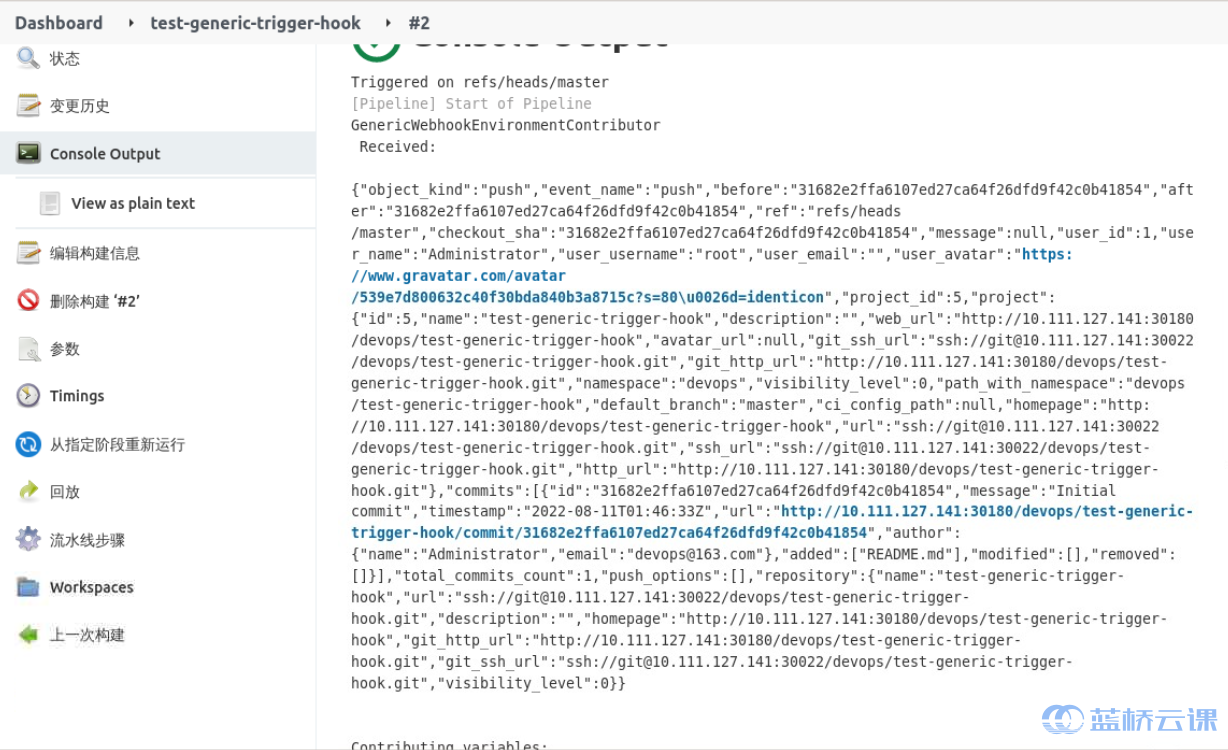 Dashboard
test-generic-trigger-hook
#2
状态
变更历史
Console Output
View as plain text
编辑构建信息
删除构建 ‘#2’
参数
Timings
从指定阶段重新运行
回放
流水线步骤
Workspaces
上一次构建
Console Output
Triggered on refs/heads/master
[Pipeline] Start of Pipeline
GenericWebhookEnvironmentContributor
Received:
{"object_kind":"push","event_name":"push","before":"31682e2ffa6107ed27ca64f26dfd9f42c0b41854","aft
er":"31682e2ffa6107ed27ca64f26dfd9f42c0b41854","ref":"refs/heads
/master","checkout_sha":"31682e2ffa6107ed27ca64f26dfd9f42c0b41854","message":null,"user_id":1,"use
r_name":"Administrator","user_username":"root","user_email":"","user_avatar":"https:
//www.gravatar.com/avatar
/539e7d800632c40f30bda840b3a8715c?s=80\u0026d=identicon","project_id":5,"project":
{"id":5,"name":"test-generic-trigger-hook","description":"","web_url":"http://10.111.127.141:30180
/devops/test-generic-trigger-hook","avatar_url":null,"git_ssh_url":"ssh://git@10.111.127.141:30022
/devops/test-generic-trigger-hook.git","git_http_url":"http://10.111.127.141:30180/devops/test-
generic-trigger-hook.git","namespace":"devops","visibility_level":0,"path_with_namespace":"devops
/test-generic-trigger-hook","default_branch":"master","ci_config_path":null,"homepage":"http:
//10.111.127.141:30180/devops/test-generic-trigger-hook","url":"ssh://git@10.111.127.141:30022
/devops/test-generic-trigger-hook.git","ssh_url":"ssh://git@10.111.127.141:30022/devops/test-
generic-trigger-hook.git","http_url":"http://10.111.127.141:30180/devops/test-generic-trigger-
hook.git"},"commits":[{"id":"31682e2ffa6107ed27ca64f26dfd9f42c0b41854","message":"Initial
commit","timestamp":"2022-08-11T01:46:33Z","url":"http://10.111.127.141:30180/devops/test-generic-
trigger-hook/commit/31682e2ffa6107ed27ca64f26dfd9f42c0b41854","author":
{"name":"Administrator","email":"devops@163.com"},"added":["README.md"],"modified":[],"removed":
[]}],"total_commits_count":1,"push_options":[],"repository":{"name":"test-generic-trigger-
hook","url":"ssh://git@10.111.127.141:30022/devops/test-generic-trigger-
hook.git","description":"","homepage":"http://10.111.127.141:30180/devops/test-generic-trigger-
hook","git_http_url":"http://10.111.127.141:30180/devops/test-generic-trigger-
hook.git","git_ssh_url":"ssh://git@10.111.127.141:30022/devops/test-generic-trigger-
hook.git","visibility_level":0}}
Contributing variables:
蓝桥云课